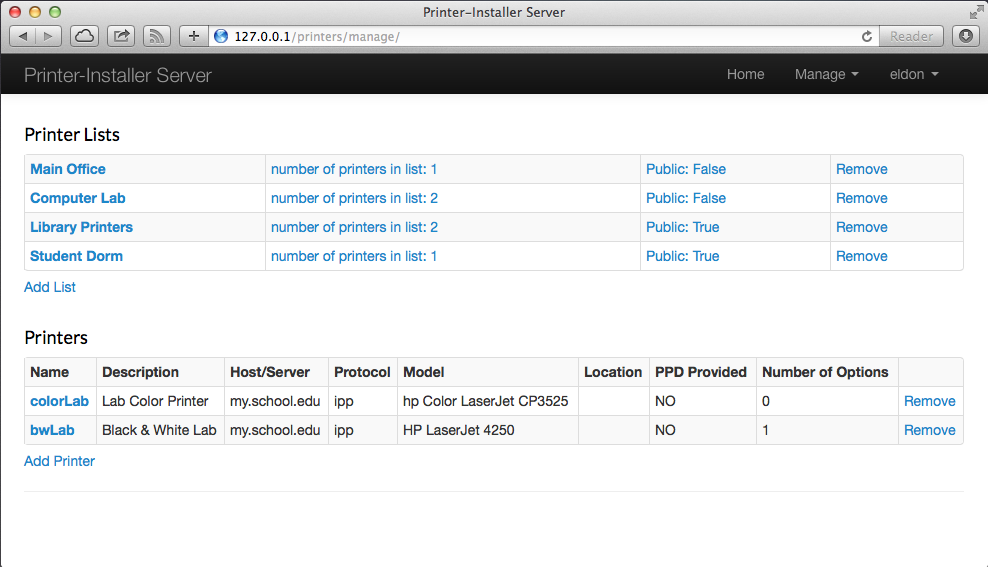 Printer-Installer Server
127.0.0.1/printers/manage/
Reader
Printer-Installer Server Home Manage eldon
Printer Lists
Main Office number of printers in list: 1 Public: False Remove
Computer Lab number of printers in list: 2 Public: False Remove
Library Printers number of printers in list: 2 Public: True Remove
Student Dorm number of printers in list: 1 Public: True Remove
Add List
Printers
Name Description Host/Server Protocol Model Location PPD Provided Number of Options
colorLab Lab Color Printer my.school.edu ipp hp Color LaserJet CP3525 NO 0 Remove
bwLab Black & White Lab my.school.edu ipp HP LaserJet 4250 NO 1 Remove
Add Printer